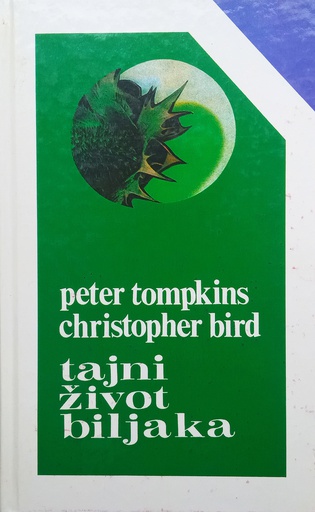 peter tompkins
christopher bird
tajni
život
biljaka